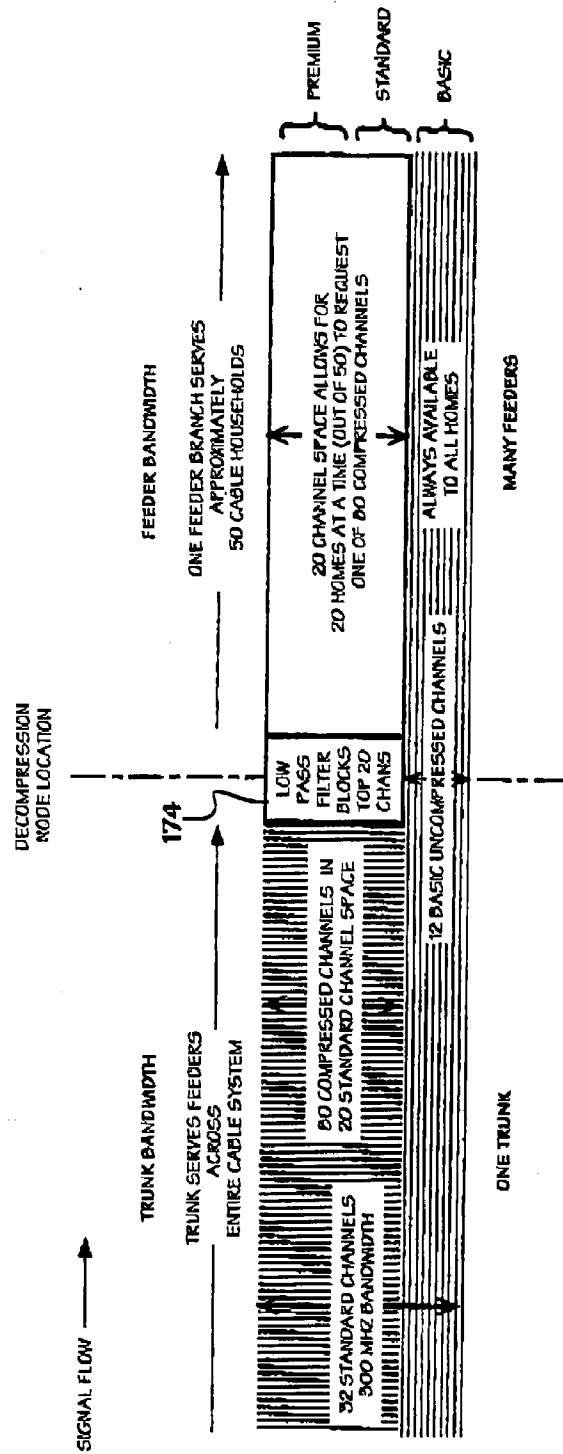 SIGNAL FLOW
DECOMPRESSION
NODE LOCATION
TRUNK BANDWIDTH
FEEDER BANDWIDTH
TRUNK SERVES FEEDERS
ACROSS
ENTIRE CABLE SYSTEM
174
ONE FEEDER BRANCH SERVES
APPROXIMATELY
50 CABLE HOUSEHOLDS
32 STANDARD CHANNELS
300 MHZ BANDWIDTH
80 COMPRESSED CHANNELS IN
20 STANDARD CHANNEL SPACE
LOW
PASS
FILTER
BLOCKS
TOP 20
CHANS
20 CHANNEL SPACE ALLOWS FOR
20 HOMES AT A TIME (OUT OF 50) TO REQUEST
ONE OF 80 COMPRESSED CHANNELS
PREMIUM
STANDARD
BASIC
12 BASIC UNCOMPRESSED CHANNELS
ALWAYS AVAILABLE
TO ALL HOMES
ONE TRUNK
MANY FEEDERS